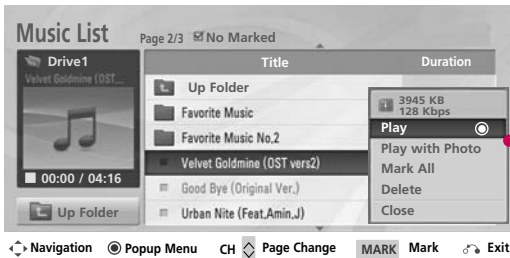 Music List
Page 2/3
No Marked
Drive1
Velvet Goldmine (OST...
00:00 / 04:16
Up Folder
Title
Duration
Up Folder
Favorite Music
Favorite Music No.2
Velvet Goldmine (OST vers2)
Good Bye (Original Ver.)
Urban Nite (Feat,Amin,J)
3945 KB
128 Kbps
Play
Play with Photo
Mark All
Delete
Close
Navigation
Popup Menu
CH
Page Change
MARK
Mark
Exit